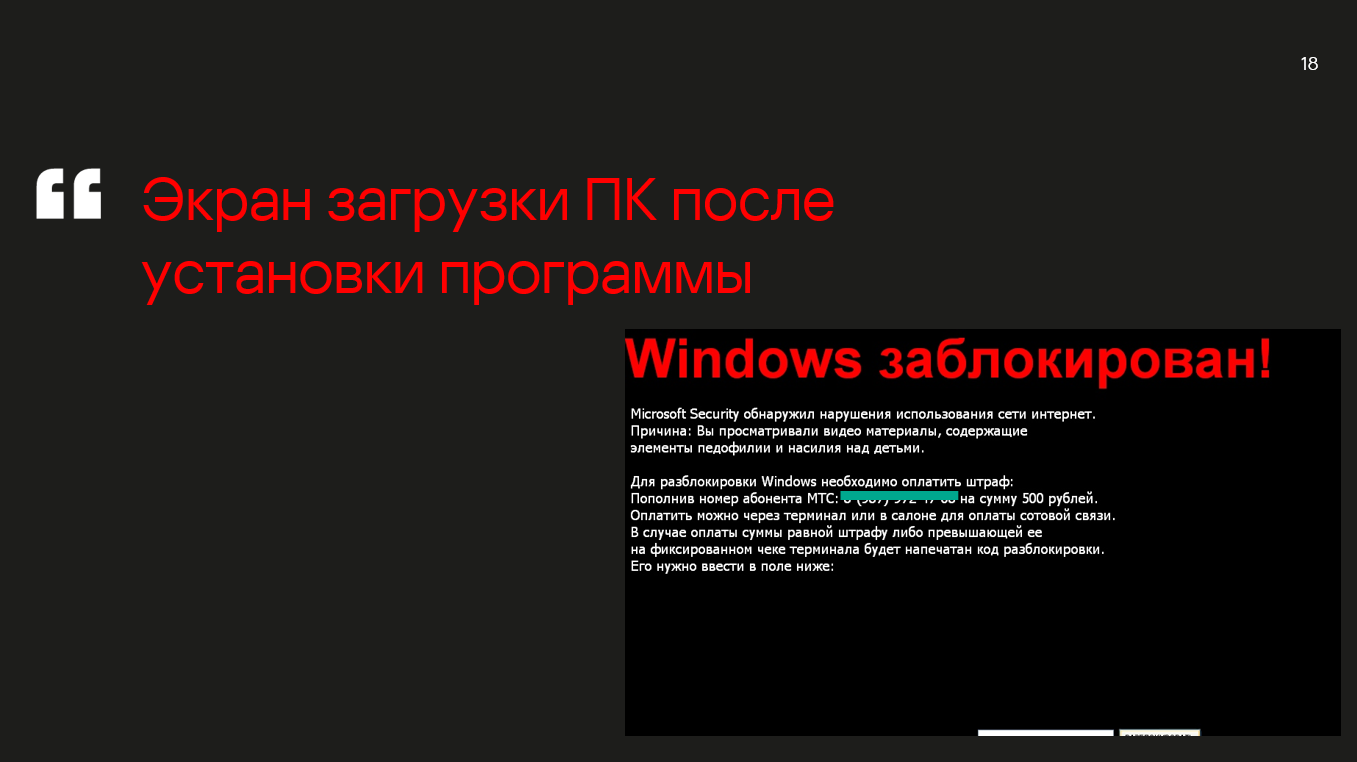 18
“
Экран загрузки ПК после
установки программы
Windows заблокирован!
Microsoft Security обнаружил нарушения использования сети интернет.
Причина: Вы просматривали видео материалы, содержащие
элементы педофилии и насилия над детьми.
Для разблокировки Windows необходимо оплатить штраф:
Пополнив номер абонента МТС: на сумму 500 рублей.
Оплатить можно через терминал или в салоне для оплаты сотовой связи.
В случае оплаты суммы равной штрафу либо превышающей ее
на фиксированном чеке терминала будет напечатан код разблокировки.
Его нужно ввести в поле ниже: